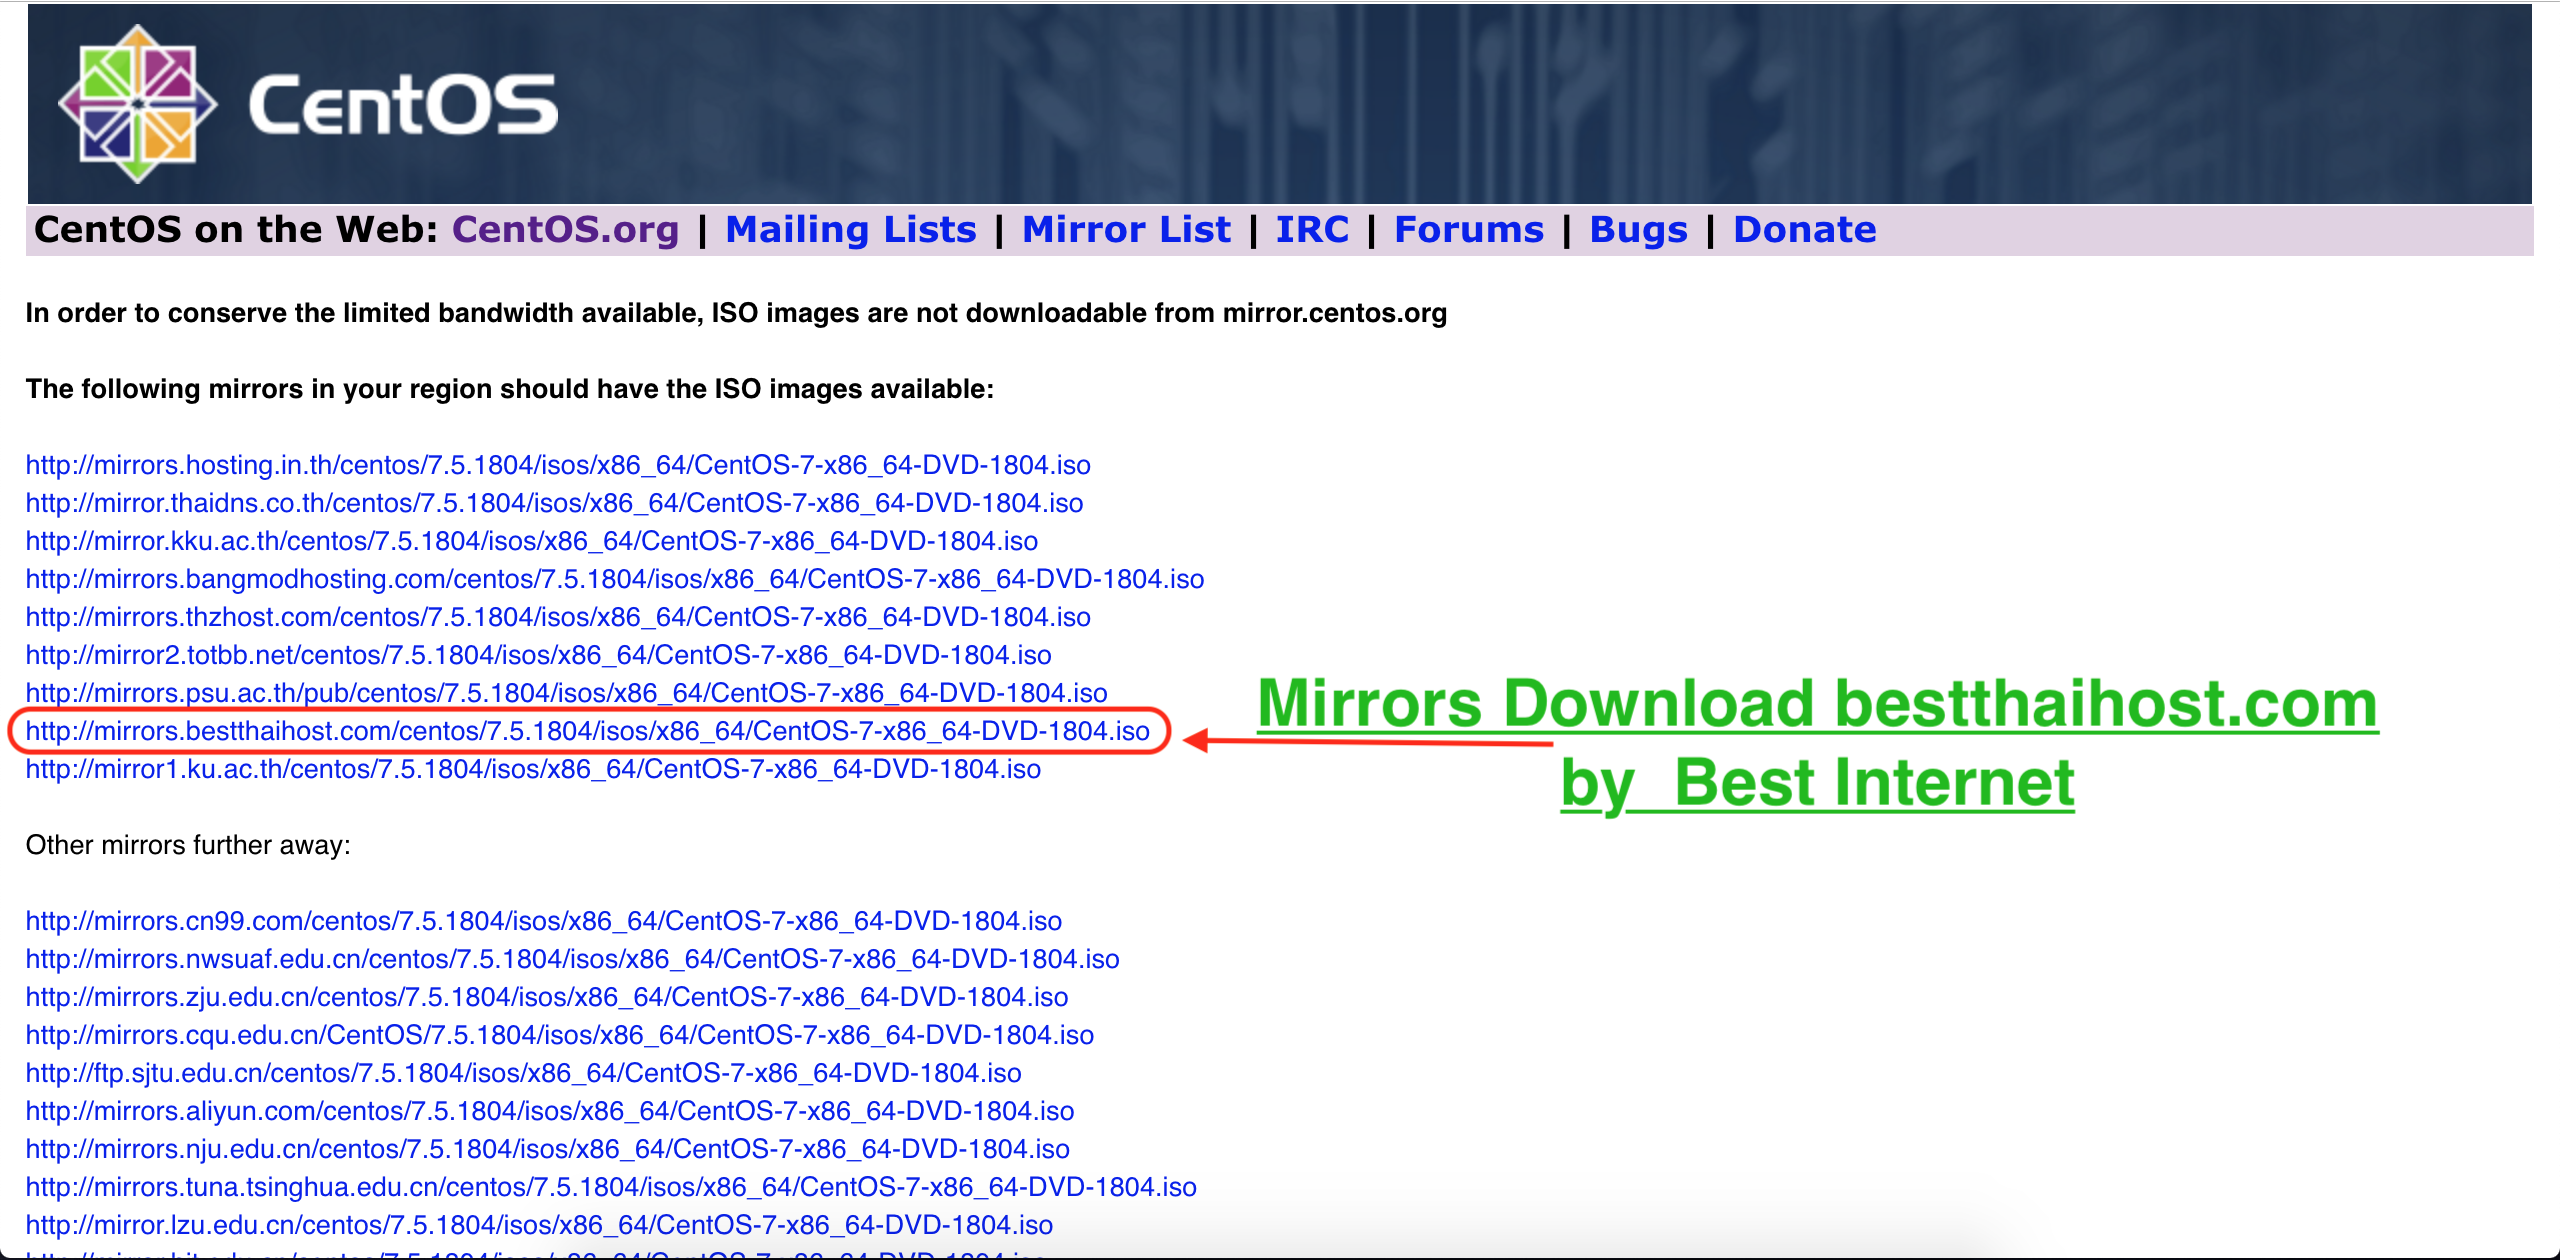 CentOS
CentOS on the Web: CentOS.org | Mailing Lists | Mirror List | IRC | Forums | Bugs | Donate
In order to conserve the limited bandwidth available, ISO images are not downloadable from mirror.centos.org
The following mirrors in your region should have the ISO images available:
http://mirrors.hosting.in.th/centos/7.5.1804/isos/x86_64/CentOS-7-x86_64-DVD-1804.iso
http://mirror.thaidns.co.th/centos/7.5.1804/isos/x86_64/CentOS-7-x86_64-DVD-1804.iso
http://mirror.kku.ac.th/centos/7.5.1804/isos/x86_64/CentOS-7-x86_64-DVD-1804.iso
http://mirrors.bangmodhosting.com/centos/7.5.1804/isos/x86_64/CentOS-7-x86_64-DVD-1804.iso
http://mirrors.thzhost.com/centos/7.5.1804/isos/x86_64/CentOS-7-x86_64-DVD-1804.iso
http://mirror2.totbb.net/centos/7.5.1804/isos/x86_64/CentOS-7-x86_64-DVD-1804.iso
http://mirrors.psu.ac.th/pub/centos/7.5.1804/isos/x86_64/CentOS-7-x86_64-DVD-1804.iso
http://mirrors.bestthaihost.com/centos/7.5.1804/isos/x86_64/CentOS-7-x86_64-DVD-1804.iso
http://mirror1.ku.ac.th/centos/7.5.1804/isos/x86_64/CentOS-7-x86_64-DVD-1804.iso
Mirrors Download bestthaihost.com
by  Best Internet
Other mirrors further away:
http://mirrors.cn99.com/centos/7.5.1804/isos/x86_64/CentOS-7-x86_64-DVD-1804.iso
http://mirrors.nwsuaf.edu.cn/centos/7.5.1804/isos/x86_64/CentOS-7-x86_64-DVD-1804.iso
http://mirrors.zju.edu.cn/centos/7.5.1804/isos/x86_64/CentOS-7-x86_64-DVD-1804.iso
http://mirrors.cqu.edu.cn/CentOS/7.5.1804/isos/x86_64/CentOS-7-x86_64-DVD-1804.iso
http://ftp.sjtu.edu.cn/centos/7.5.1804/isos/x86_64/CentOS-7-x86_64-DVD-1804.iso
http://mirrors.aliyun.com/centos/7.5.1804/isos/x86_64/CentOS-7-x86_64-DVD-1804.iso
http://mirrors.nju.edu.cn/centos/7.5.1804/isos/x86_64/CentOS-7-x86_64-DVD-1804.iso
http://mirrors.tuna.tsinghua.edu.cn/centos/7.5.1804/isos/x86_64/CentOS-7-x86_64-DVD-1804.iso
http://mirror.lzu.edu.cn/centos/7.5.1804/isos/x86_64/CentOS-7-x86_64-DVD-1804.iso